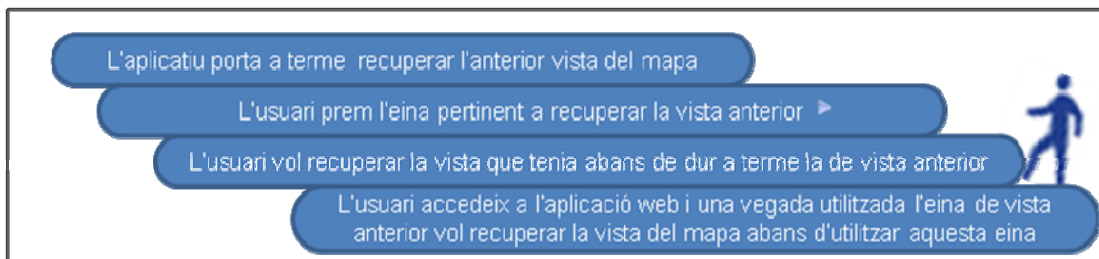 L'aplicatiu porta a terme recuperar l'anterior vista del mapa
L'usuari prem l'eina pertinent a recuperar la vista anterior
L'usuari vol recuperar la vista que tenia abans de dur a terme la de vista anterior
L'usuari accedeix a l'aplicació web i una vegada utilitzada l'eina de vista
anterior vol recuperar la vista del mapa abans d'utilitzar aquesta eina